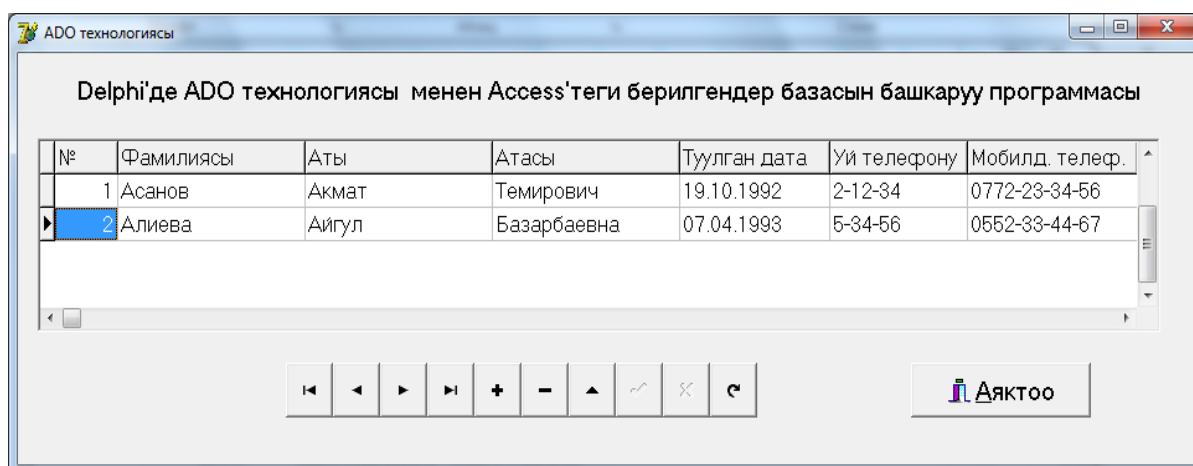 ADO технологиясы
Delphi'де ADO технологиясы менен Access'теги берилгендер базасын башкаруу программасы
№ Фамилиясы Аты Атасы Туулган дата Уй телефону Мобилд. телеф.
1 Асанов Акмат Темирович 19.10.1992 2-12-34 0772-23-34-56
2 Алиева Айгул Базарбаевна 07.04.1993 5-34-56 0552-33-44-67
Аяктоо